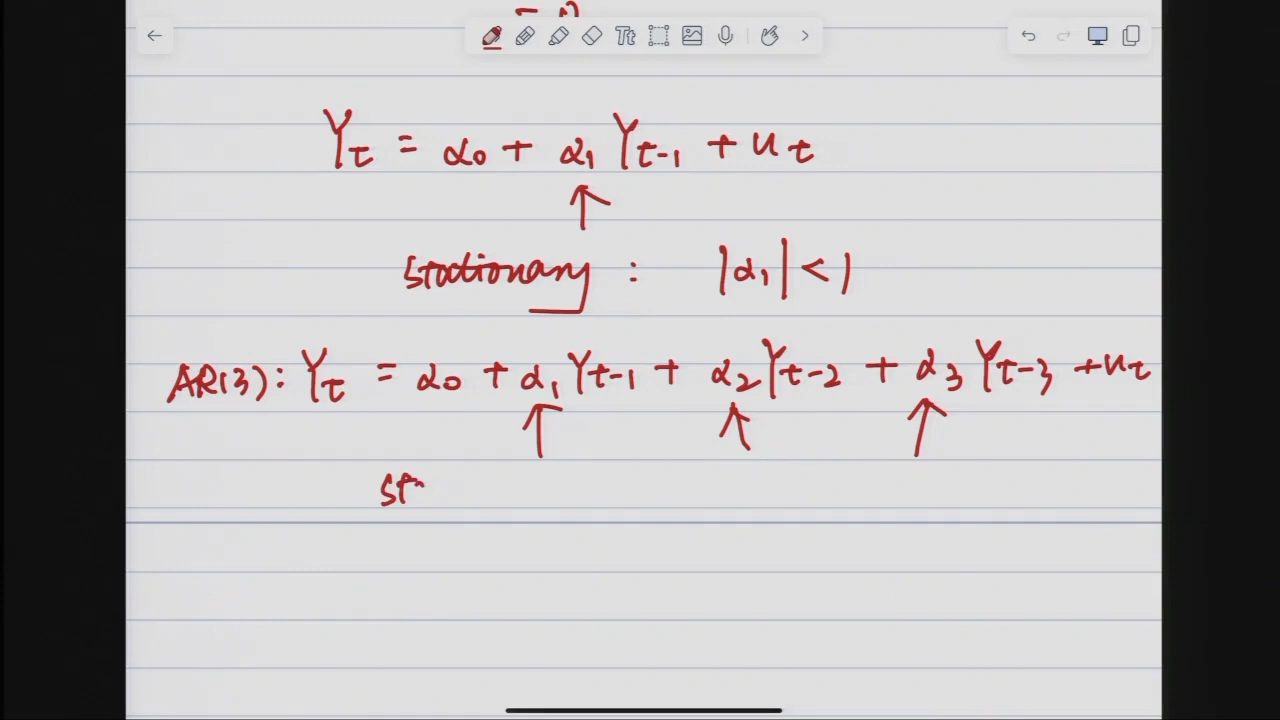 Yt = α0 + α1 Yt-1 + ut
stationary : |α1| < 1
AR(3): Yt = α0 + α1 Yt-1 + α2 Yt-2 + α3 Yt-3 + ut
st